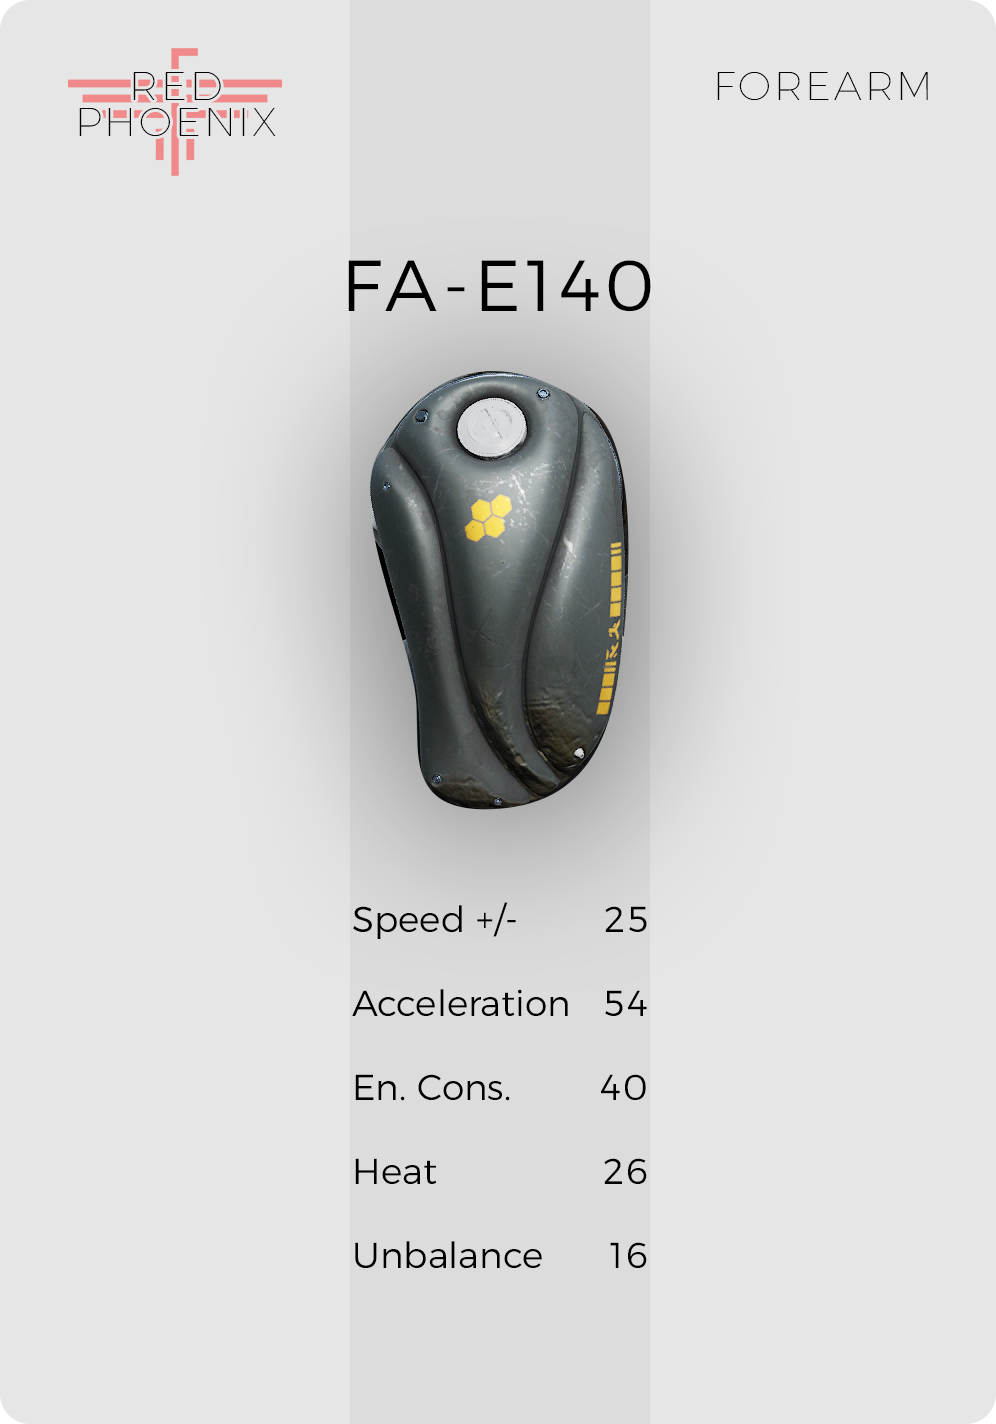 RED
PHOENIX
FOREARM
FA-E140
Speed +/- 25
Acceleration 54
En. Cons. 40
Heat 26
Unbalance 16